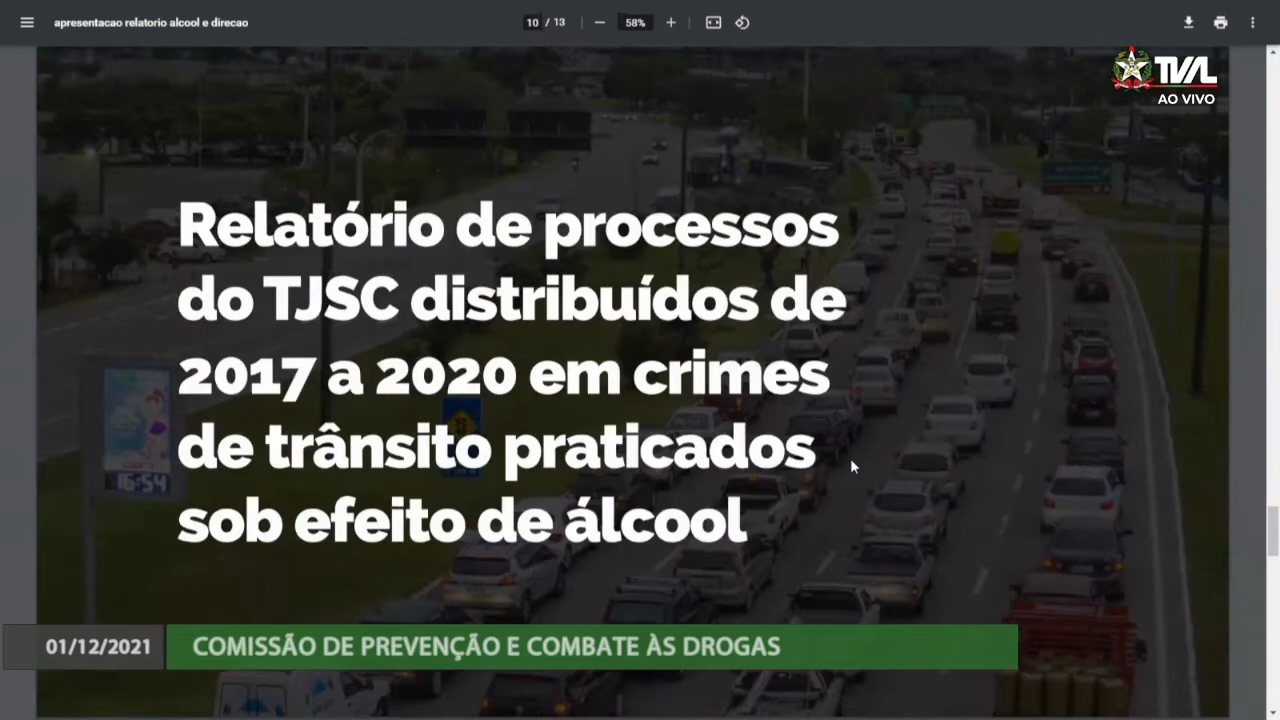 apresentacao relatorio alcool e direcao
10 / 13
58%
TVAL
AO VIVO
Relatório de processos
do TJSC distribuídos de
2017 a 2020 em crimes
de trânsito praticados
sob efeito de álcool
16:54
01/12/2021
COMISSÃO DE PREVENÇÃO E COMBATE ÀS DROGAS